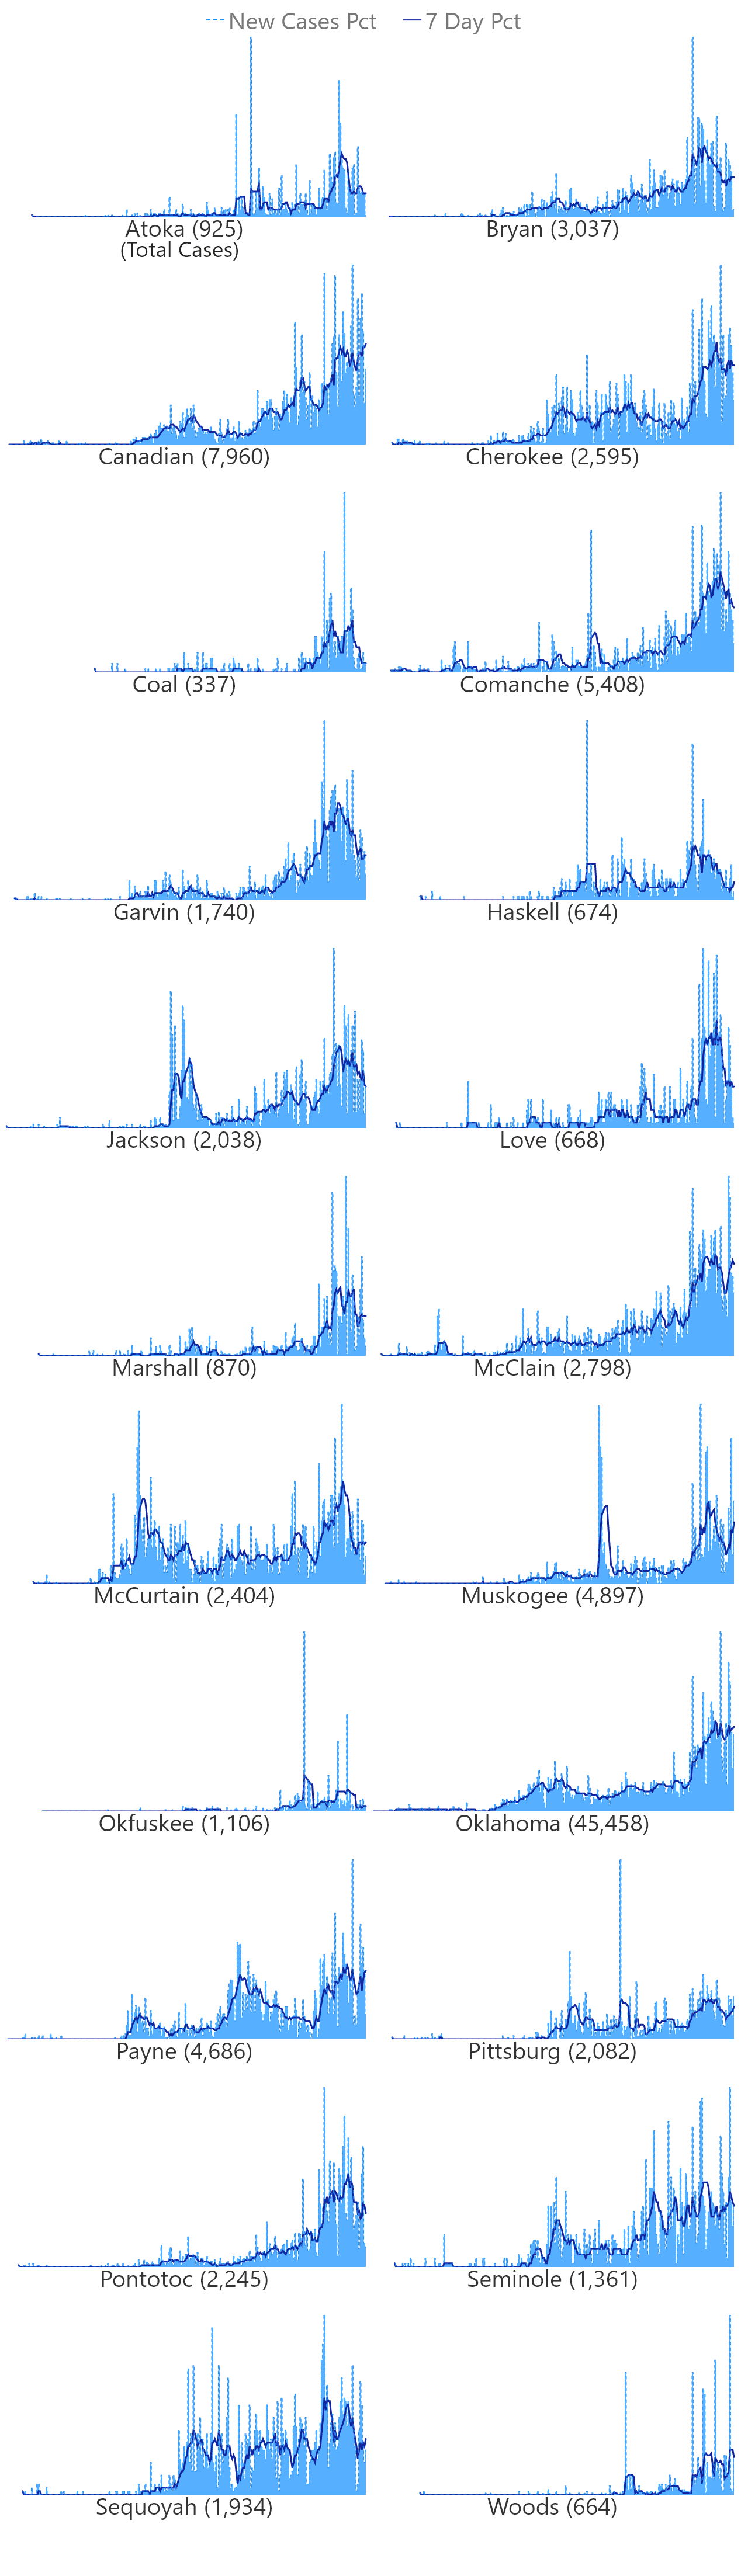 New Cases Pct 7 Day Pct
Atoka (925) Bryan (3,037)
(Total Cases)
Canadian (7,960) Cherokee (2,595)
Coal (337) Comanche (5,408)
Garvin (1,740) Haskell (674)
Jackson (2,038) Love (668)
Marshall (870) McClain (2,798)
McCurtain (2,404) Muskogee (4,897)
Okfuskee (1,106) Oklahoma (45,458)
Payne (4,686) Pittsburg (2,082)
Pontotoc (2,245) Seminole (1,361)
Sequoyah (1,934) Woods (664)